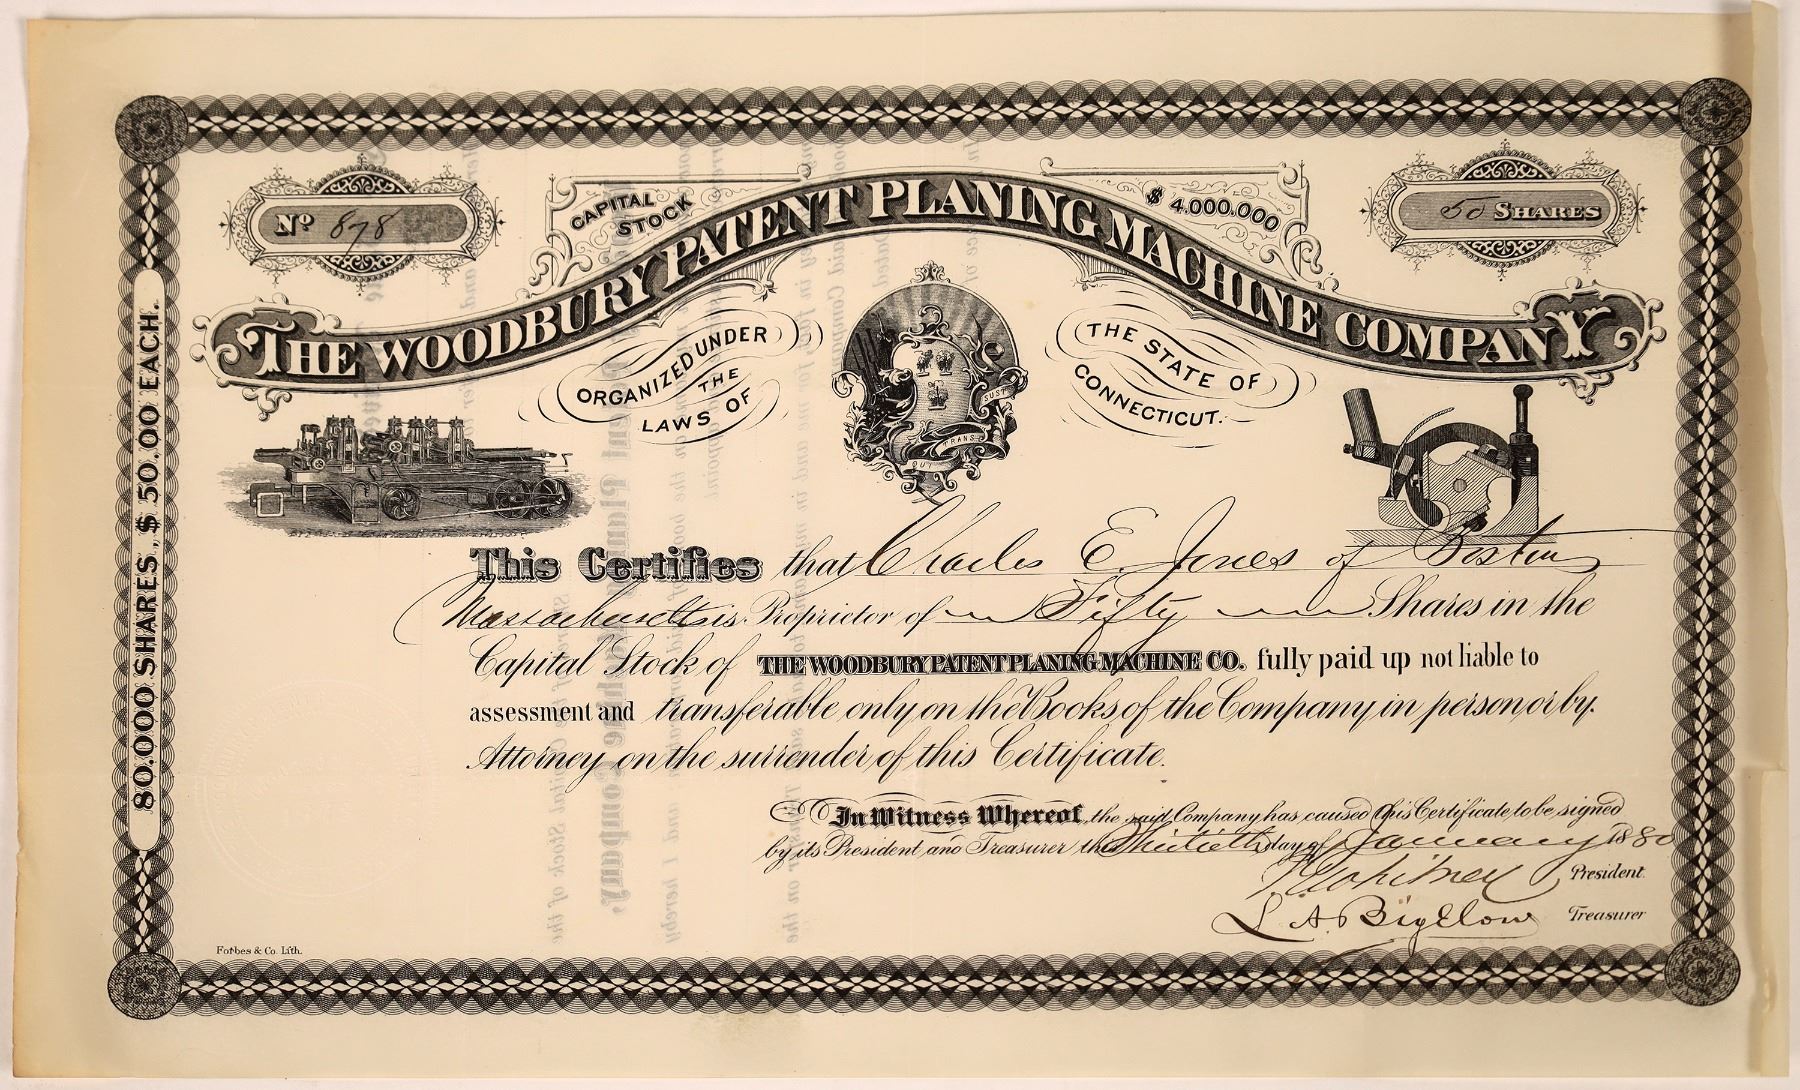 Nº 878
CAPITAL STOCK
$ 4.000.000
50 SHARES
THE WOODBURY PATENT PLANING MACHINE COMPANY
ORGANIZED UNDER
THE
LAWS OF
THE STATE OF
CONNECTICUT.
QUI TRANS. SUST.
80.000 SHARES, $ 50.00 EACH.
This Certifies that Charles E. Jones of Boston
Massachusetts is Proprietor of Fifty Shares in the
Capital Stock of THE WOODBURY PATENT PLANING MACHINE CO. fully paid up not liable to
assessment and transferable only on the Books of the Company in person or by
Attorney on the surrender of this Certificate.
In Witness Whereof, the said Company has caused this Certificate to be signed
by its President and Treasurer the Thirtieth day of January 1880
Whitney President.
L. A. Bigelow Treasurer
Forbes & Co. Lith.